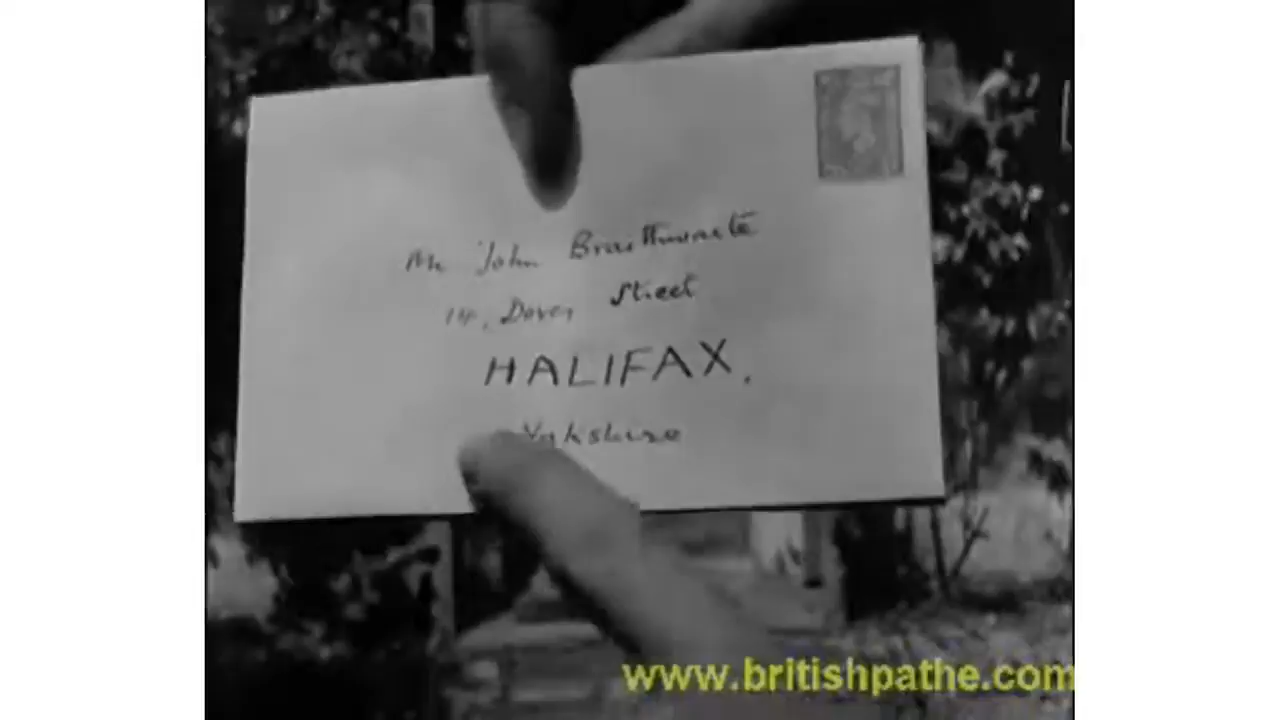 Mr John Braithwaite
14, Dover Street
HALIFAX.
Yorkshire
www.britishpathe.com